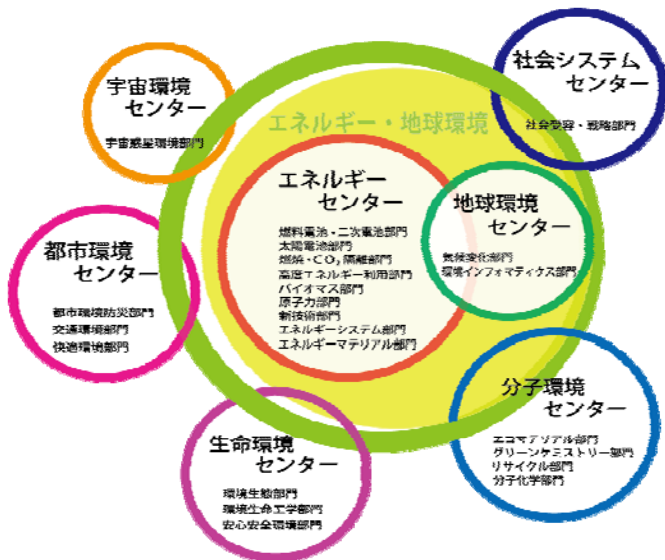 宇宙環境
センター
宇宙惑星環境部門
社会システム
センター
社会受容・戦略部門
エネルギー・地球環境
エネルギー
センター
燃料電池・二次電池部門
太陽電池部門
燃焼・CO₂隔離部門
高度エネルギー利用部門
バイオマス部門
原子力部門
新技術部門
エネルギーシステム部門
エネルギーマテリアル部門
地球環境
センター
気候変化部門
環境インフォマティクス部門
都市環境
センター
都市環境防災部門
交通環境部門
快適環境部門
分子環境
センター
エコマテリアル部門
グリーンケミストリー部門
リサイクル部門
分子化学部門
生命環境
センター
環境生態部門
環境生命工学部門
安心安全環境部門